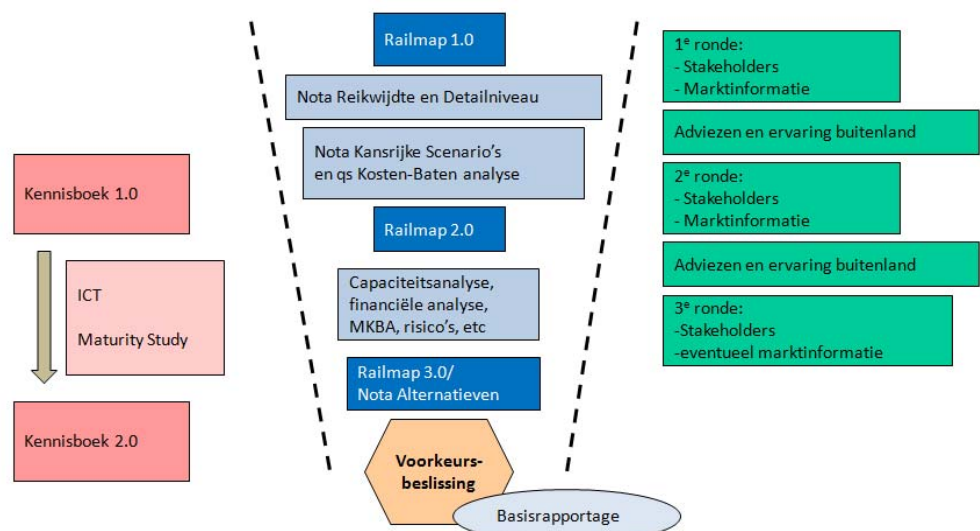 Kennisboek 1.0
ICT
Maturity Study
Kennisboek 2.0
Railmap 1.0
Nota Reikwijdte en Detailniveau
Nota Kansrijke Scenario's
en qs Kosten-Baten analyse
Railmap 2.0
Capaciteitsanalyse,
financiële analyse,
MKBA, risico's, etc
Railmap 3.0/
Nota Alternatieven
Voorkeurs-
beslissing
Basisrapportage
1e ronde:
- Stakeholders
- Marktinformatie
Adviezen en ervaring buitenland
2e ronde:
- Stakeholders
- Marktinformatie
Adviezen en ervaring buitenland
3e ronde:
-Stakeholders
-eventueel marktinformatie